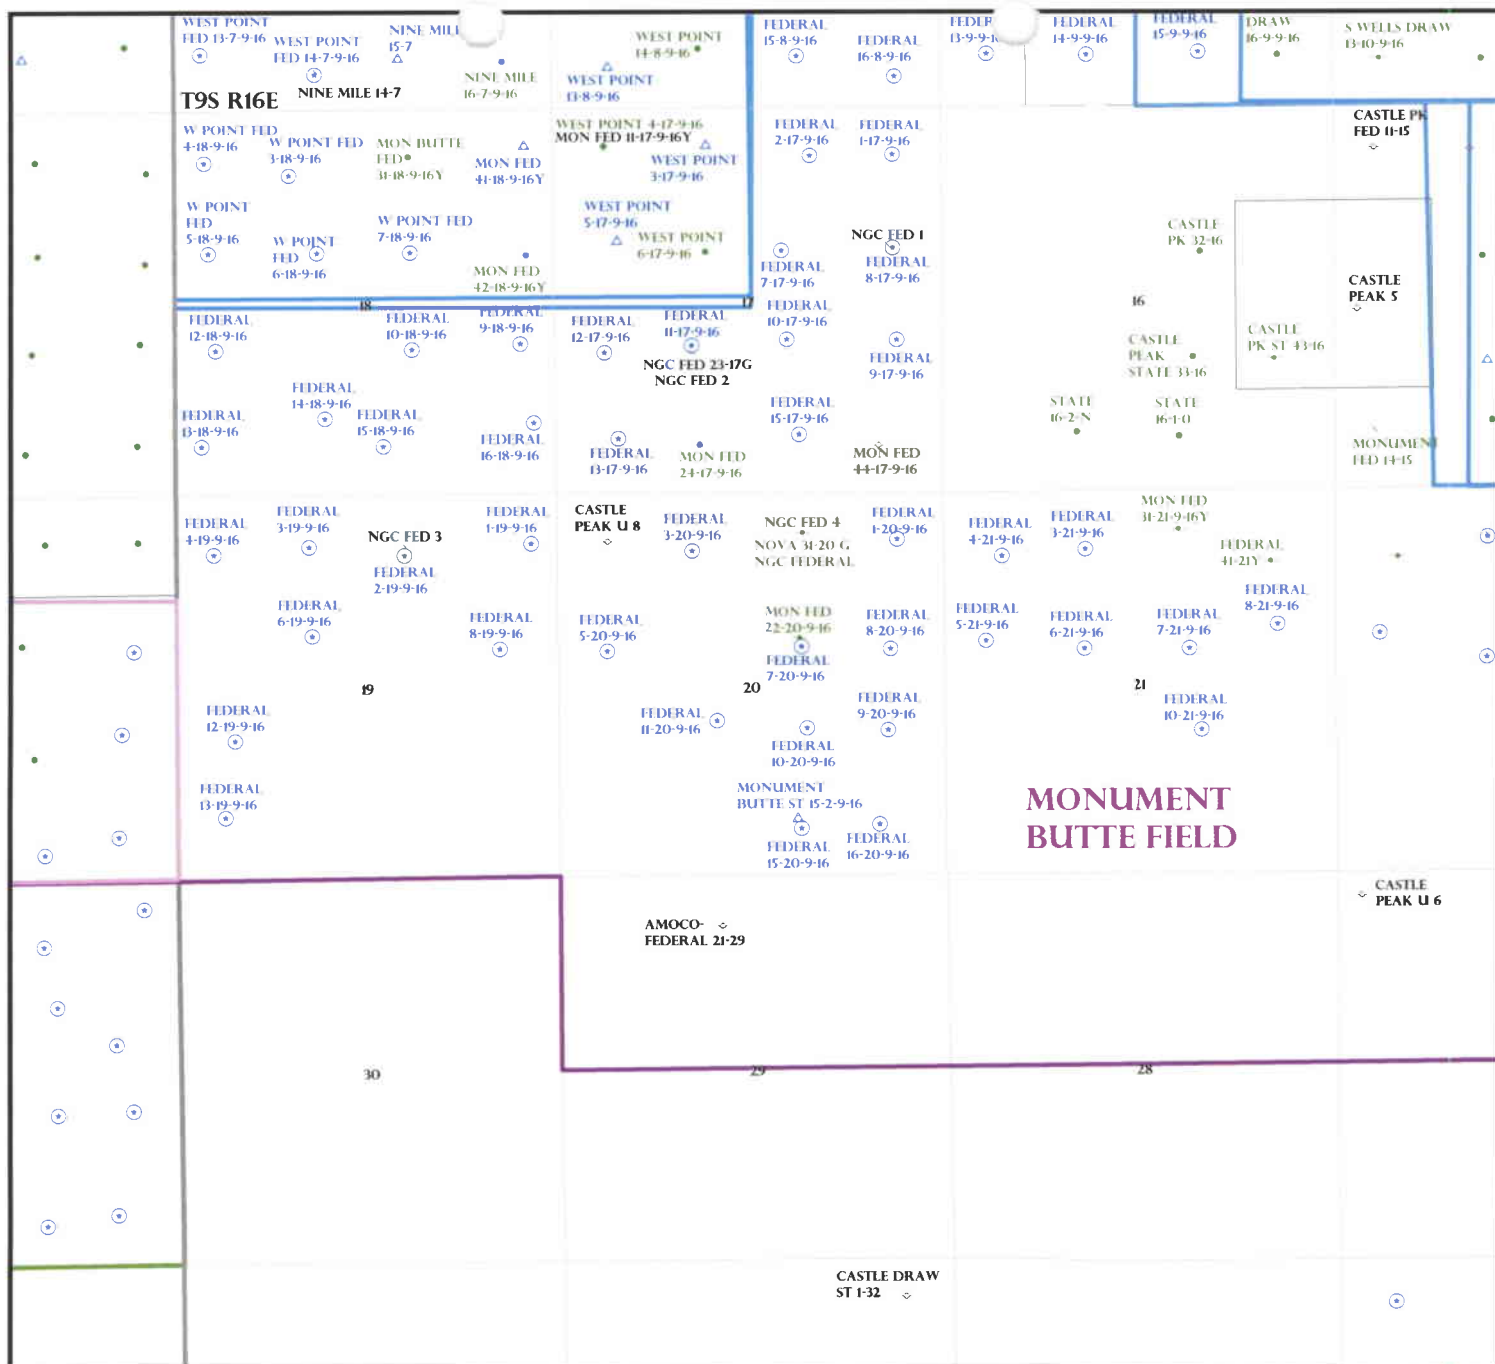 WEST POINT
FED 13-7-9-16
WEST POINT
FED 14-7-9-16
NINE MILE
15-7
NINE MILE 14-7
NINE MILE
16-7-9-16
WEST POINT
14-8-9-16
WEST POINT
13-8-9-16
FEDERAL
15-8-9-16
FEDERAL
16-8-9-16
13-9-9-16
FEDERAL
14-9-9-16
FEDERAL
15-9-9-16
DRAW
16-9-9-16
S WELLS DRAW
13-10-9-16
T9S R16E
W POINT FED
4-18-9-16
W POINT FED
3-18-9-16
MON BUTTE
FED
31-18-9-16Y
MON FED
41-18-9-16Y
WEST POINT 4-17-9-16
MON FED 11-17-9-16Y
WEST POINT
3-17-9-16
FEDERAL
2-17-9-16
FEDERAL
1-17-9-16
CASTLE PK
FED 11-15
W POINT
FED
5-18-9-16
W POINT
FED
6-18-9-16
W POINT FED
7-18-9-16
MON FED
42-18-9-16Y
WEST POINT
5-17-9-16
WEST POINT
6-17-9-16
FEDERAL
7-17-9-16
NGC FED 1
FEDERAL
8-17-9-16
CASTLE
PK 32-16
CASTLE
PEAK 5
18
17
16
FEDERAL
12-18-9-16
FEDERAL
10-18-9-16
FEDERAL
9-18-9-16
FEDERAL
12-17-9-16
FEDERAL
11-17-9-16
NGC FED 23-17G
NGC FED 2
FEDERAL
10-17-9-16
FEDERAL
9-17-9-16
CASTLE
PEAK
STATE 33-16
CASTLE
PK ST 43-16
FEDERAL
13-18-9-16
FEDERAL
14-18-9-16
FEDERAL
15-18-9-16
FEDERAL
16-18-9-16
FEDERAL
13-17-9-16
MON FED
24-17-9-16
FEDERAL
15-17-9-16
MON FED
44-17-9-16
STATE
16-2-N
STATE
16-1-O
MONUMENT
FED 14-15
FEDERAL
4-19-9-16
FEDERAL
3-19-9-16
NGC FED 3
FEDERAL
2-19-9-16
FEDERAL
1-19-9-16
CASTLE
PEAK U 8
FEDERAL
3-20-9-16
NGC FED 4
NOVA 31-20 G
NGC FEDERAL
FEDERAL
1-20-9-16
FEDERAL
4-21-9-16
FEDERAL
3-21-9-16
MON FED
31-21-9-16Y
FEDERAL
41-21Y
FEDERAL
6-19-9-16
FEDERAL
8-19-9-16
FEDERAL
5-20-9-16
MON FED
22-20-9-16
FEDERAL
7-20-9-16
FEDERAL
8-20-9-16
FEDERAL
5-21-9-16
FEDERAL
6-21-9-16
FEDERAL
7-21-9-16
FEDERAL
8-21-9-16
19
20
21
FEDERAL
12-19-9-16
FEDERAL
11-20-9-16
FEDERAL
10-20-9-16
FEDERAL
9-20-9-16
FEDERAL
10-21-9-16
FEDERAL
13-19-9-16
MONUMENT
BUTTE ST 15-2-9-16
FEDERAL
15-20-9-16
FEDERAL
16-20-9-16
MONUMENT
BUTTE FIELD
CASTLE
PEAK U 6
AMOCO-
FEDERAL 21-29
30
29
28
CASTLE DRAW
ST 1-32